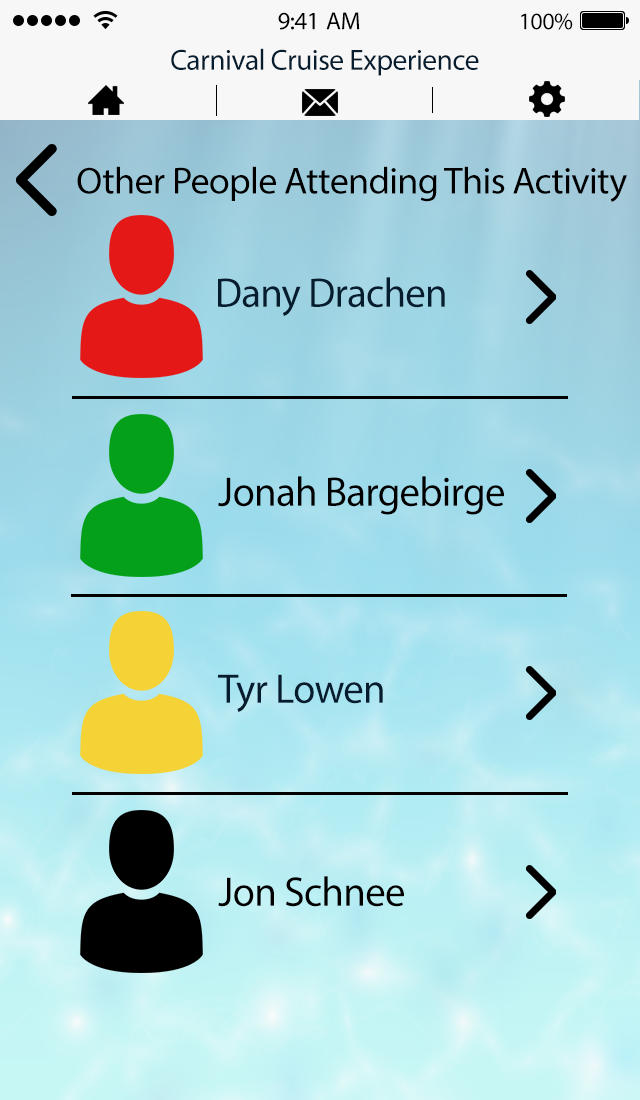 9:41 AM 100%
Carnival Cruise Experience
Other People Attending This Activity
Dany Drachen
Jonah Bargebirge
Tyr Lowen
Jon Schnee